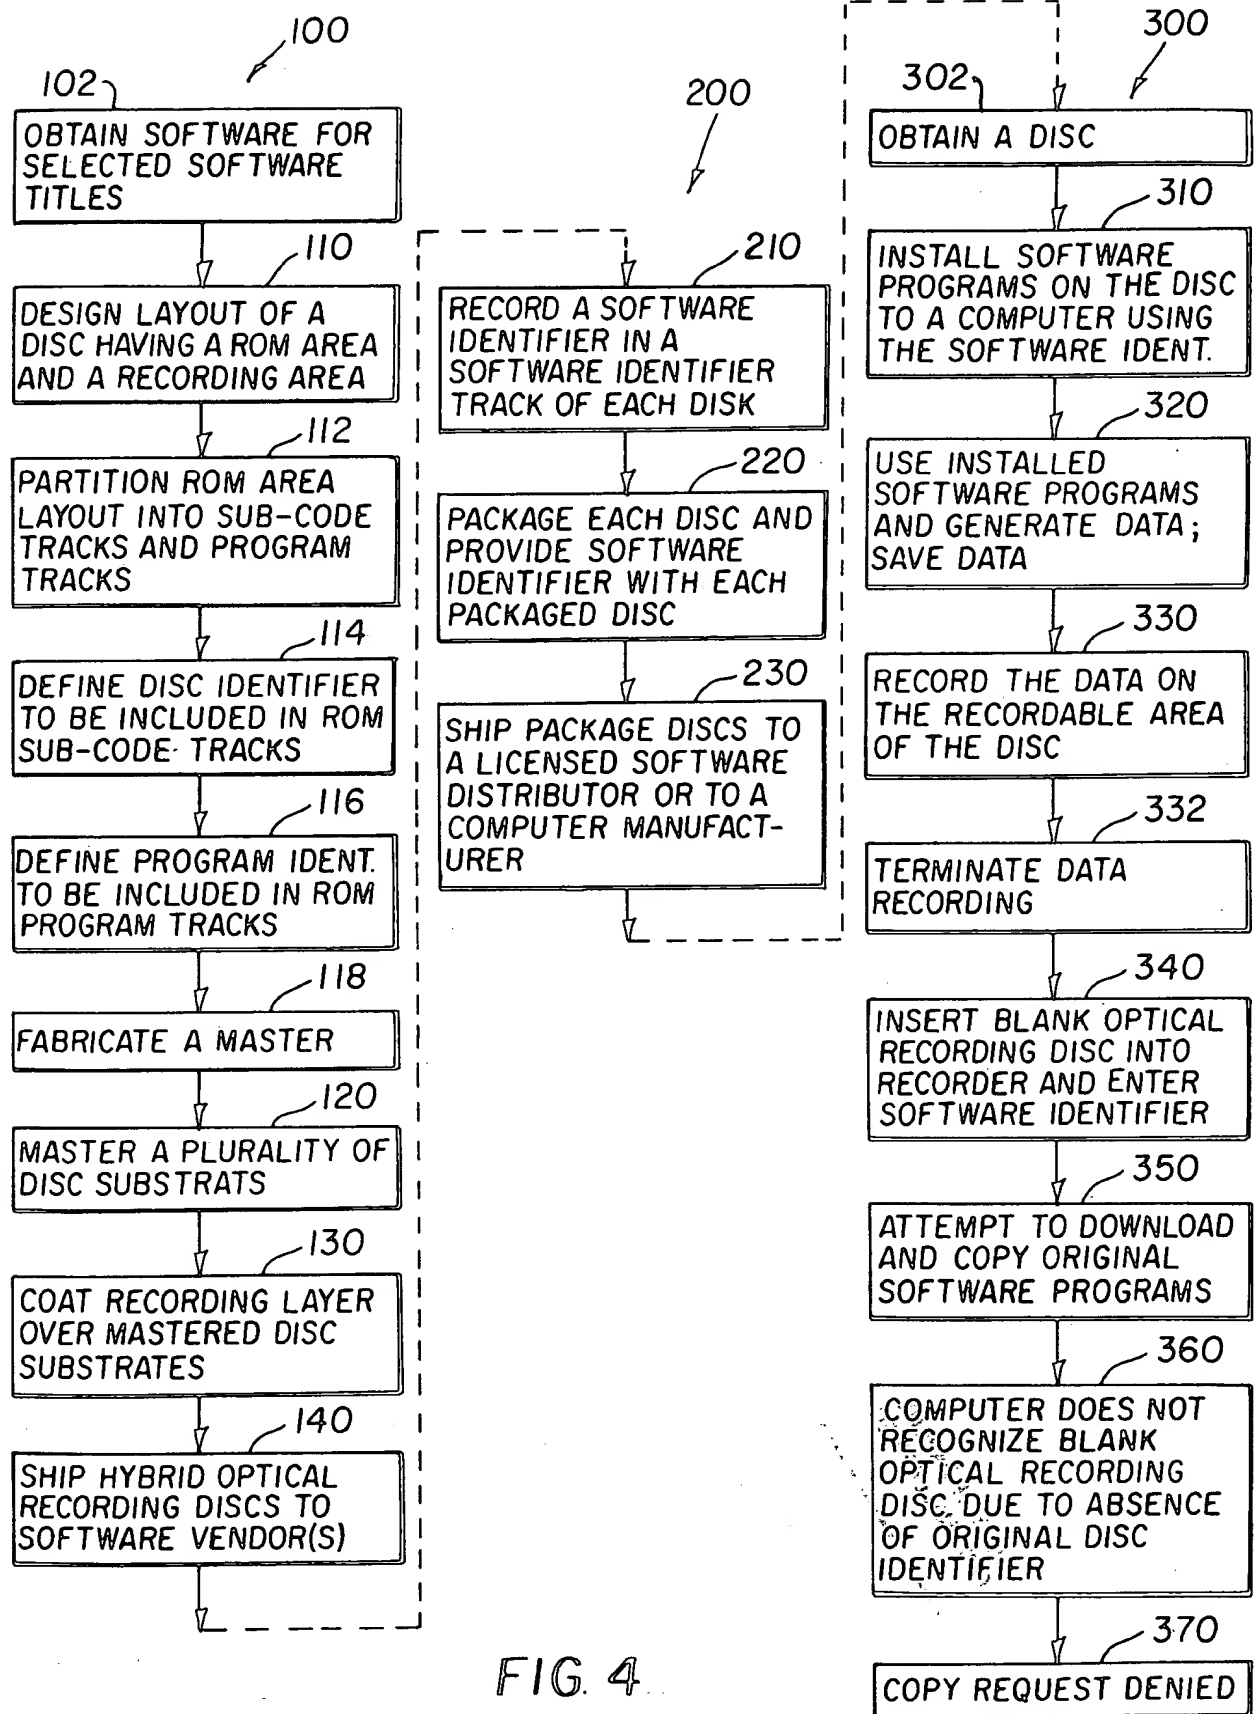 100
102
OBTAIN SOFTWARE FOR
SELECTED SOFTWARE
TITLES
110
DESIGN LAYOUT OF A
DISC HAVING A ROM AREA
AND A RECORDING AREA
112
PARTITION ROM AREA
LAYOUT INTO SUB-CODE
TRACKS AND PROGRAM
TRACKS
114
DEFINE DISC IDENTIFIER
TO BE INCLUDED IN ROM
SUB-CODE TRACKS
116
DEFINE PROGRAM IDENT.
TO BE INCLUDED IN ROM
PROGRAM TRACKS
118
FABRICATE A MASTER
120
MASTER A PLURALITY OF
DISC SUBSTRATS
130
COAT RECORDING LAYER
OVER MASTERED DISC
SUBSTRATES
140
SHIP HYBRID OPTICAL
RECORDING DISCS TO
SOFTWARE VENDOR(S)
200
210
RECORD A SOFTWARE
IDENTIFIER IN A
SOFTWARE IDENTIFIER
TRACK OF EACH DISK
220
PACKAGE EACH DISC AND
PROVIDE SOFTWARE
IDENTIFIER WITH EACH
PACKAGED DISC
230
SHIP PACKAGE DISCS TO
A LICENSED SOFTWARE
DISTRIBUTOR OR TO A
COMPUTER MANUFACT-
URER
300
302
OBTAIN A DISC
310
INSTALL SOFTWARE
PROGRAMS ON THE DISC
TO A COMPUTER USING
THE SOFTWARE IDENT.
320
USE INSTALLED
SOFTWARE PROGRAMS
AND GENERATE DATA;
SAVE DATA
330
RECORD THE DATA ON
THE RECORDABLE AREA
OF THE DISC
332
TERMINATE DATA
RECORDING
340
INSERT BLANK OPTICAL
RECORDING DISC INTO
RECORDER AND ENTER
SOFTWARE IDENTIFIER
350
ATTEMPT TO DOWNLOAD
AND COPY ORIGINAL
SOFTWARE PROGRAMS
360
COMPUTER DOES NOT
RECOGNIZE BLANK
OPTICAL RECORDING
DISC DUE TO ABSENCE
OF ORIGINAL DISC
IDENTIFIER
370
COPY REQUEST DENIED
FIG. 4